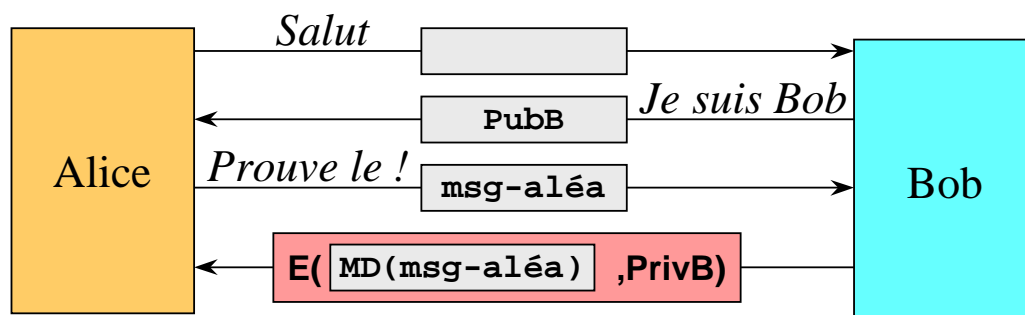 Salut
PubB
Je suis Bob
Alice
Prouve le !
msg-aléa
Bob
E( MD(msg-aléa) ,PrivB)